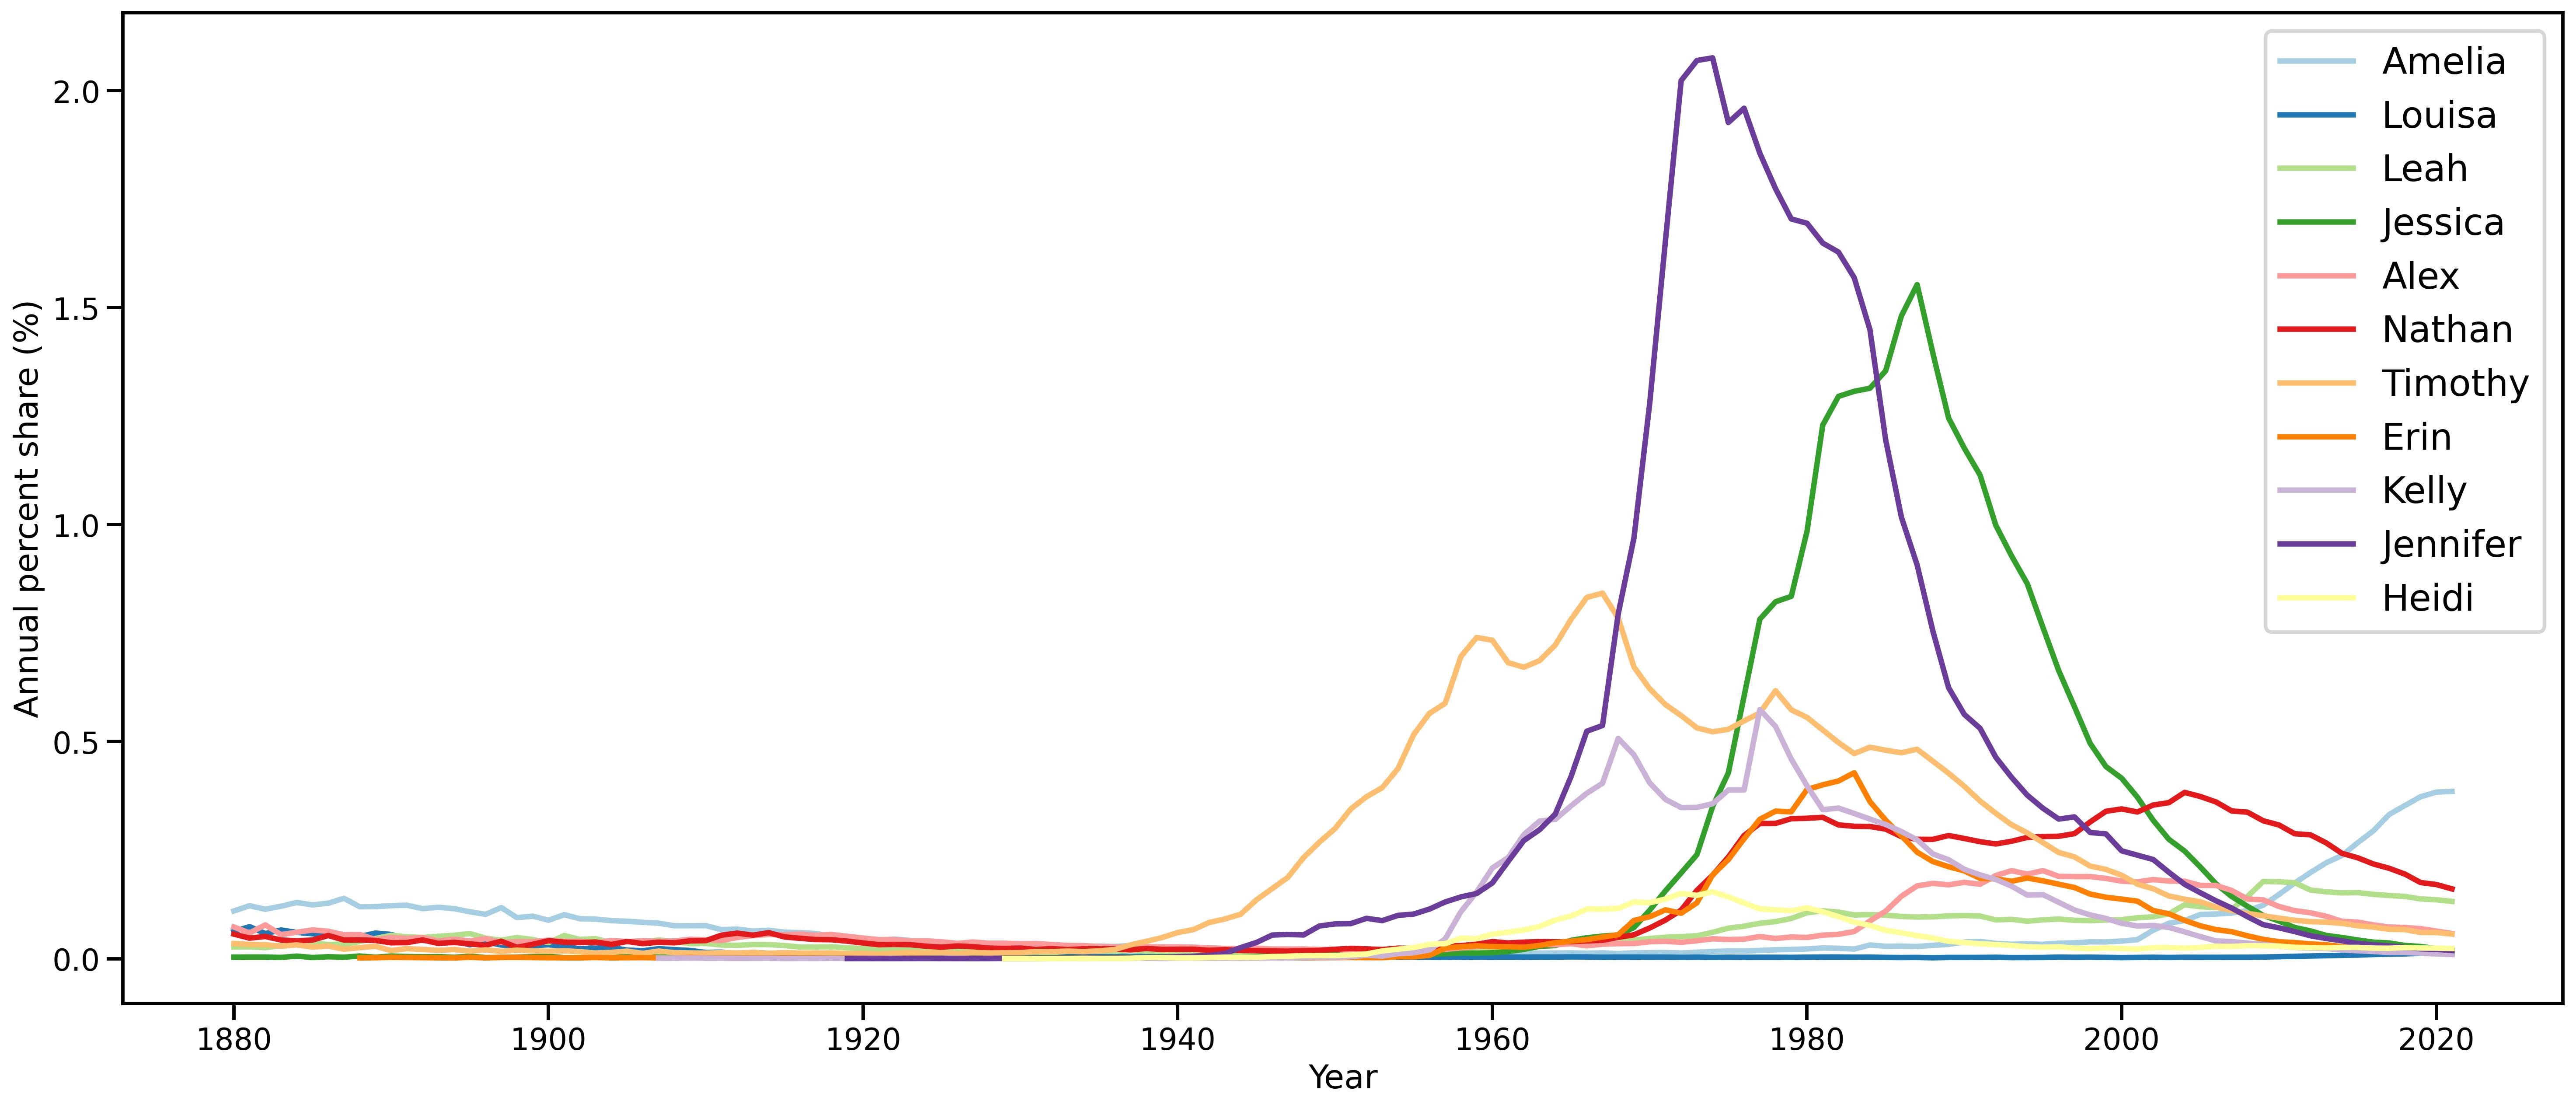 Annual percent share (%)
2.0
1.5
1.0
0.5
0.0
1880 1900 1920 1940 1960 1980 2000 2020
Year
Amelia
Louisa
Leah
Jessica
Alex
Nathan
Timothy
Erin
Kelly
Jennifer
Heidi